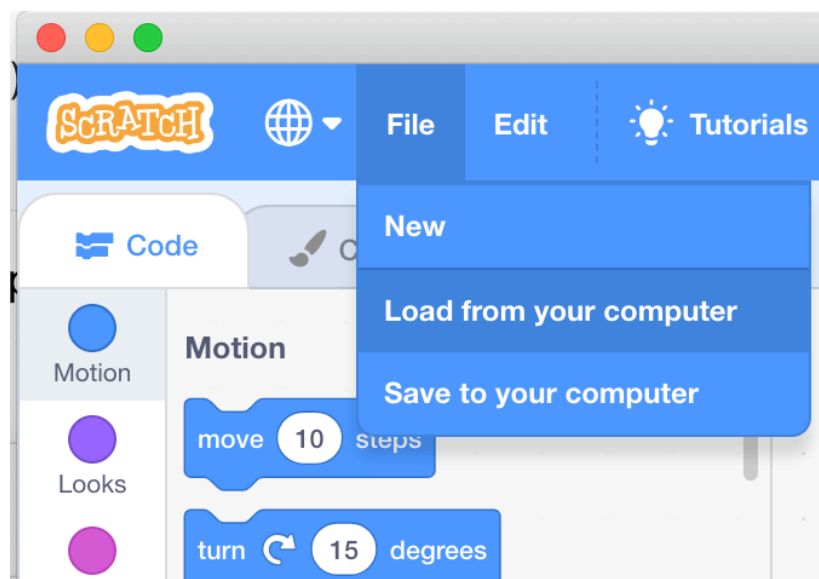 SCRATCH
File
Edit
Tutorials
Code
New
Load from your computer
Save to your computer
Motion
Motion
move 10 steps
Looks
turn 15 degrees